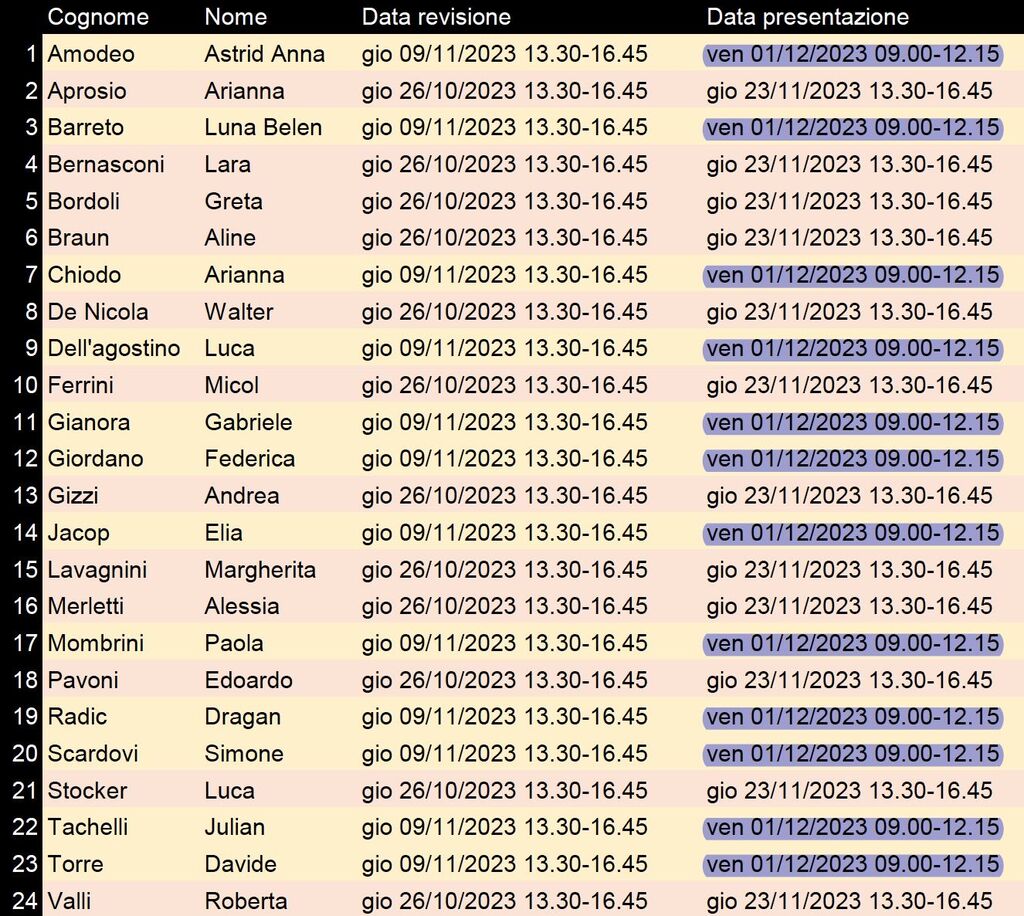 Cognome Nome Data revisione Data presentazione
1 Amodeo Astrid Anna gio 09/11/2023 13.30-16.45 ven 01/12/2023 09.00-12.15
2 Aprosio Arianna gio 26/10/2023 13.30-16.45 gio 23/11/2023 13.30-16.45
3 Barreto Luna Belen gio 09/11/2023 13.30-16.45 ven 01/12/2023 09.00-12.15
4 Bernasconi Lara gio 26/10/2023 13.30-16.45 gio 23/11/2023 13.30-16.45
5 Bordoli Greta gio 26/10/2023 13.30-16.45 gio 23/11/2023 13.30-16.45
6 Braun Aline gio 26/10/2023 13.30-16.45 gio 23/11/2023 13.30-16.45
7 Chiodo Arianna gio 09/11/2023 13.30-16.45 ven 01/12/2023 09.00-12.15
8 De Nicola Walter gio 26/10/2023 13.30-16.45 gio 23/11/2023 13.30-16.45
9 Dell'agostino Luca gio 09/11/2023 13.30-16.45 ven 01/12/2023 09.00-12.15
10 Ferrini Micol gio 26/10/2023 13.30-16.45 gio 23/11/2023 13.30-16.45
11 Gianora Gabriele gio 09/11/2023 13.30-16.45 ven 01/12/2023 09.00-12.15
12 Giordano Federica gio 09/11/2023 13.30-16.45 ven 01/12/2023 09.00-12.15
13 Gizzi Andrea gio 26/10/2023 13.30-16.45 gio 23/11/2023 13.30-16.45
14 Jacop Elia gio 09/11/2023 13.30-16.45 ven 01/12/2023 09.00-12.15
15 Lavagnini Margherita gio 26/10/2023 13.30-16.45 gio 23/11/2023 13.30-16.45
16 Merletti Alessia gio 26/10/2023 13.30-16.45 gio 23/11/2023 13.30-16.45
17 Mombrini Paola gio 09/11/2023 13.30-16.45 ven 01/12/2023 09.00-12.15
18 Pavoni Edoardo gio 26/10/2023 13.30-16.45 gio 23/11/2023 13.30-16.45
19 Radic Dragan gio 09/11/2023 13.30-16.45 ven 01/12/2023 09.00-12.15
20 Scardovi Simone gio 09/11/2023 13.30-16.45 ven 01/12/2023 09.00-12.15
21 Stocker Luca gio 26/10/2023 13.30-16.45 gio 23/11/2023 13.30-16.45
22 Tachelli Julian gio 09/11/2023 13.30-16.45 ven 01/12/2023 09.00-12.15
23 Torre Davide gio 09/11/2023 13.30-16.45 ven 01/12/2023 09.00-12.15
24 Valli Roberta gio 26/10/2023 13.30-16.45 gio 23/11/2023 13.30-16.45